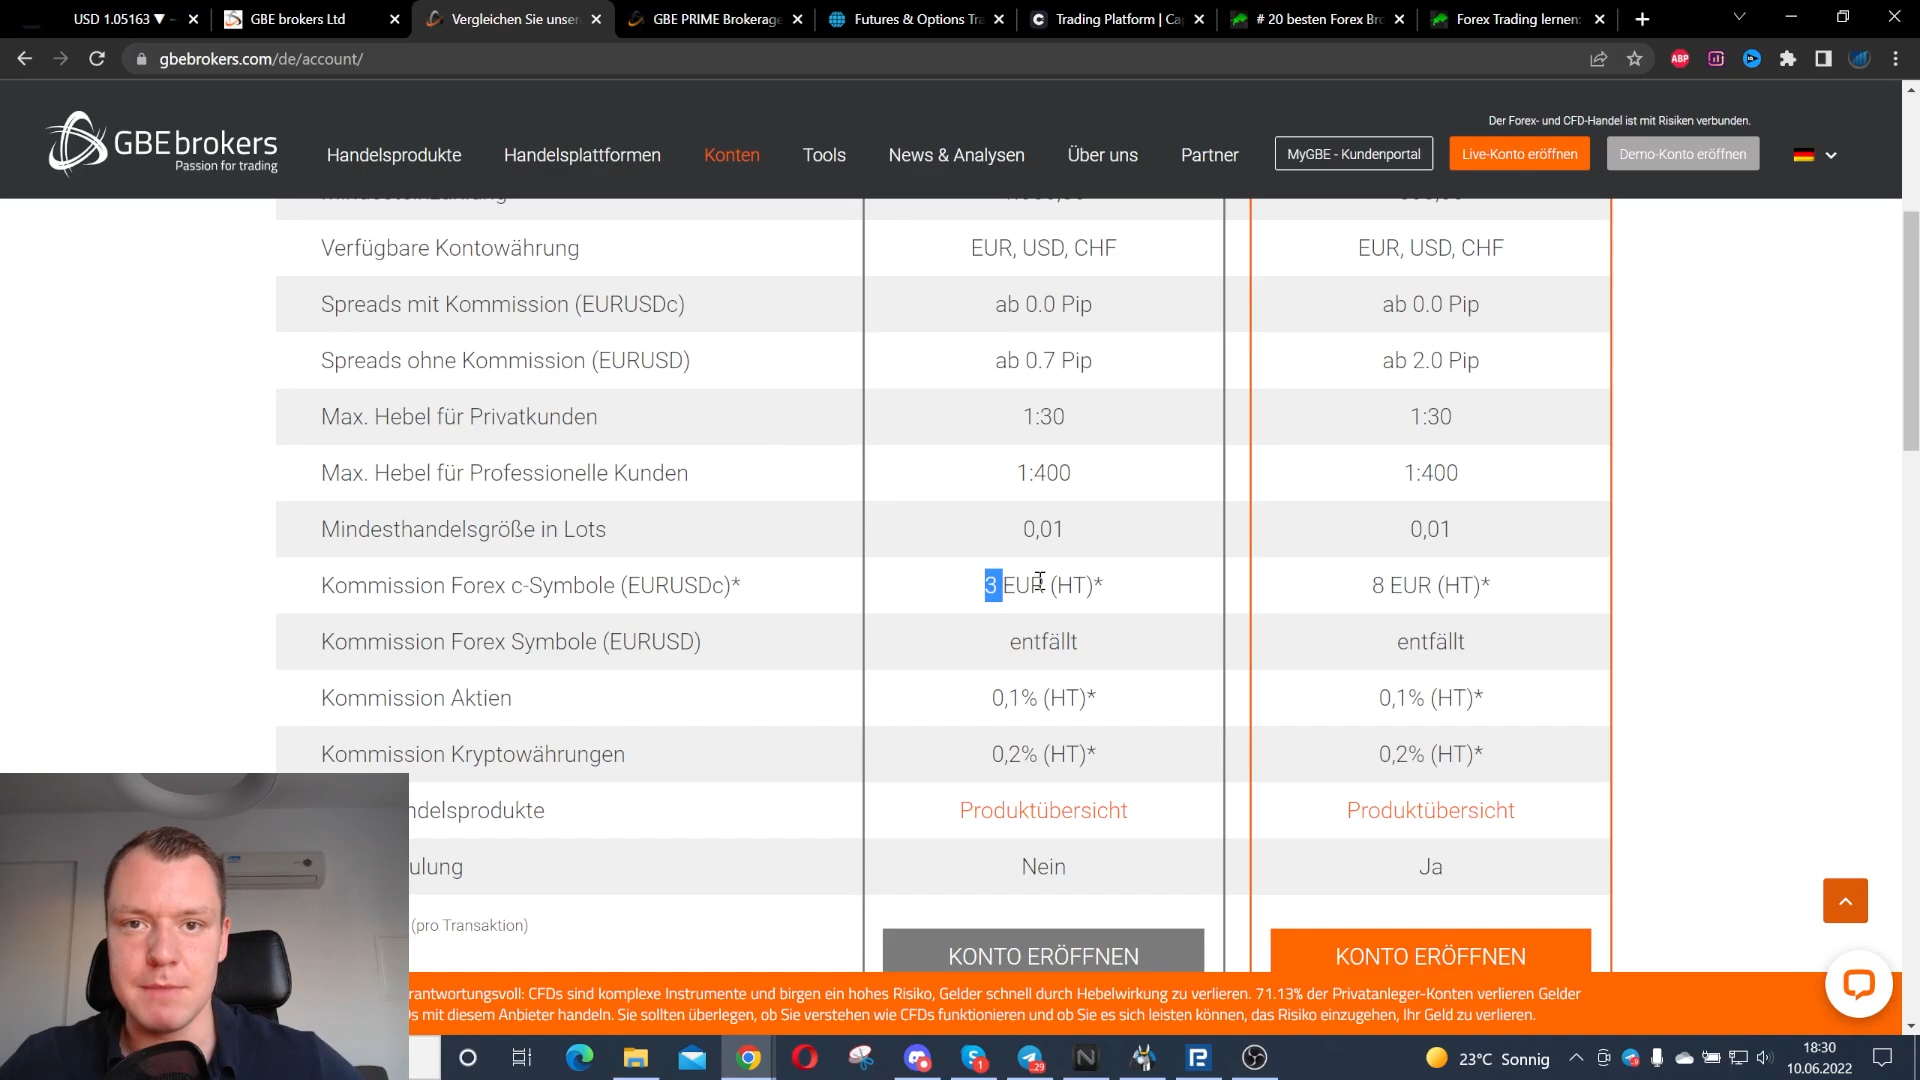 USD 1.05163 ▼
GBE brokers Ltd
Vergleichen Sie unser
GBE PRIME Brokerage
Futures & Options Tra
Trading Platform | Ca
# 20 besten Forex Bro
Forex Trading lernen:
gbebrokers.com/de/account/
ABP
GBE brokers
Passion for trading
Der Forex- und CFD-Handel ist mit Risiken verbunden.
Handelsprodukte
Handelsplattformen
Konten
Tools
News & Analysen
Über uns
Partner
MyGBE - Kundenportal
Live-Konto eröffnen
Demo-Konto eröffnen
Verfügbare Kontowährung EUR, USD, CHF EUR, USD, CHF
Spreads mit Kommission (EURUSDc) ab 0.0 Pip ab 0.0 Pip
Spreads ohne Kommission (EURUSD) ab 0.7 Pip ab 2.0 Pip
Max. Hebel für Privatkunden 1:30 1:30
Max. Hebel für Professionelle Kunden 1:400 1:400
Mindesthandelsgröße in Lots 0,01 0,01
Kommission Forex c-Symbole (EURUSDc)* 3 EUR (HT)* 8 EUR (HT)*
Kommission Forex Symbole (EURUSD) entfällt entfällt
Kommission Aktien 0,1% (HT)* 0,1% (HT)*
Kommission Kryptowährungen 0,2% (HT)* 0,2% (HT)*
ndelsprodukte Produktübersicht Produktübersicht
ulung Nein Ja
(pro Transaktion)
KONTO ERÖFFNEN KONTO ERÖFFNEN
rantwortungsvoll: CFDs sind komplexe Instrumente und birgen ein hohes Risiko, Gelder schnell durch Hebelwirkung zu verlieren. 71.13% der Privatanleger-Konten verlieren Gelder
s mit diesem Anbieter handeln. Sie sollten überlegen, ob Sie verstehen wie CFDs funktionieren und ob Sie es sich leisten können, das Risiko einzugehen, Ihr Geld zu verlieren.
23°C Sonnig
18:30
10.06.2022